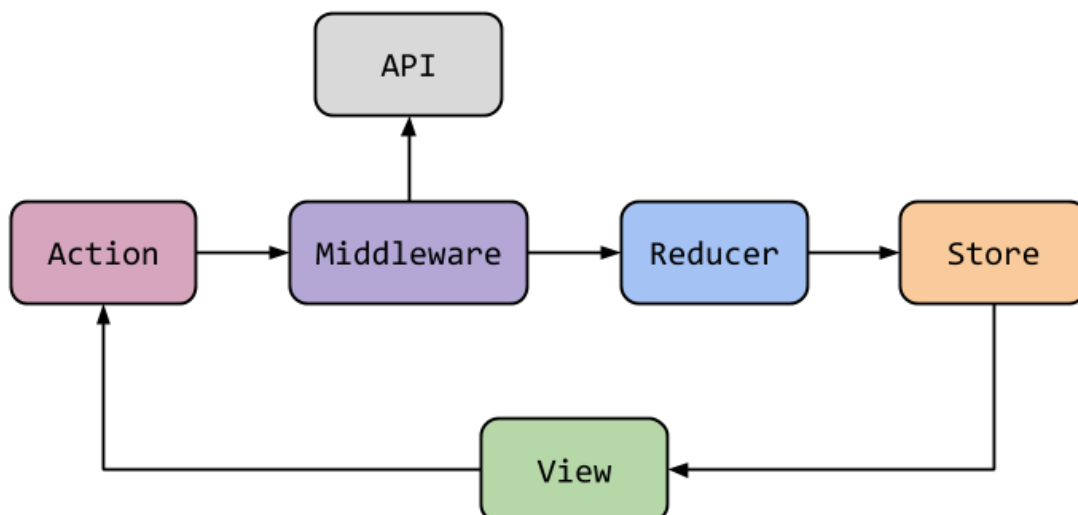 API
Action
Middleware
Reducer
Store
View